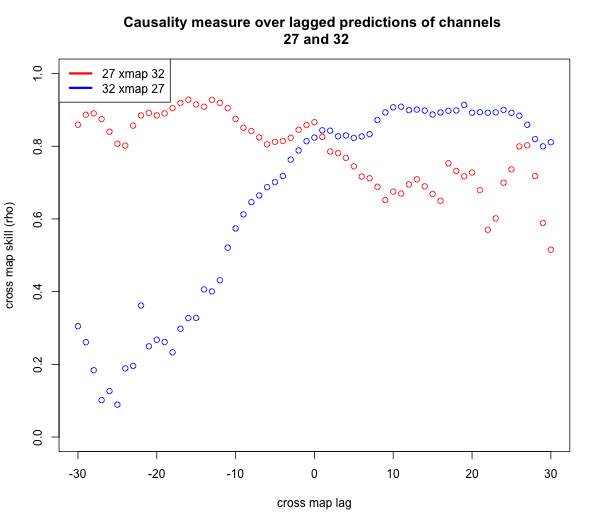 Causality measure over lagged predictions of channels
27 and 32
27 xmap 32
32 xmap 27
cross map skill (rho)
1.0
0.8
0.6
0.4
0.2
0.0
-30
-20
-10
0
10
20
30
cross map lag